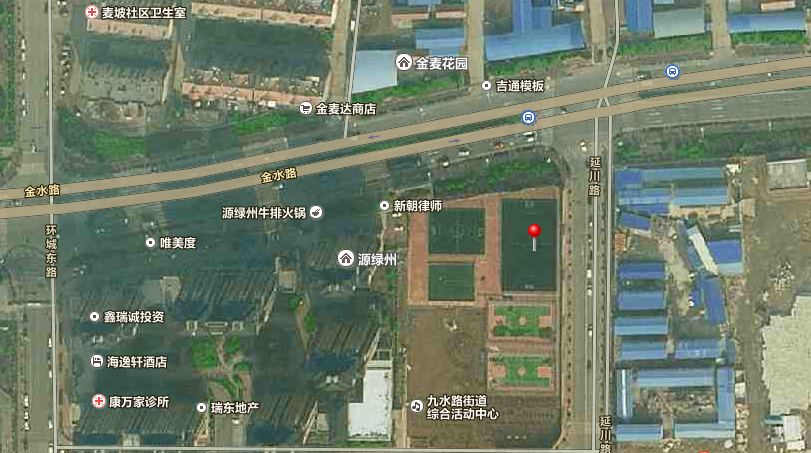 麦坡社区卫生室
金麦花园
吉通模板
金麦达商店
延川路
金水路
金水路
源绿州牛排火锅
新朝律师
环城东路
唯美度
源绿州
鑫瑞诚投资
海逸轩酒店
康万家诊所
瑞东地产
九水路街道
综合活动中心
延川路